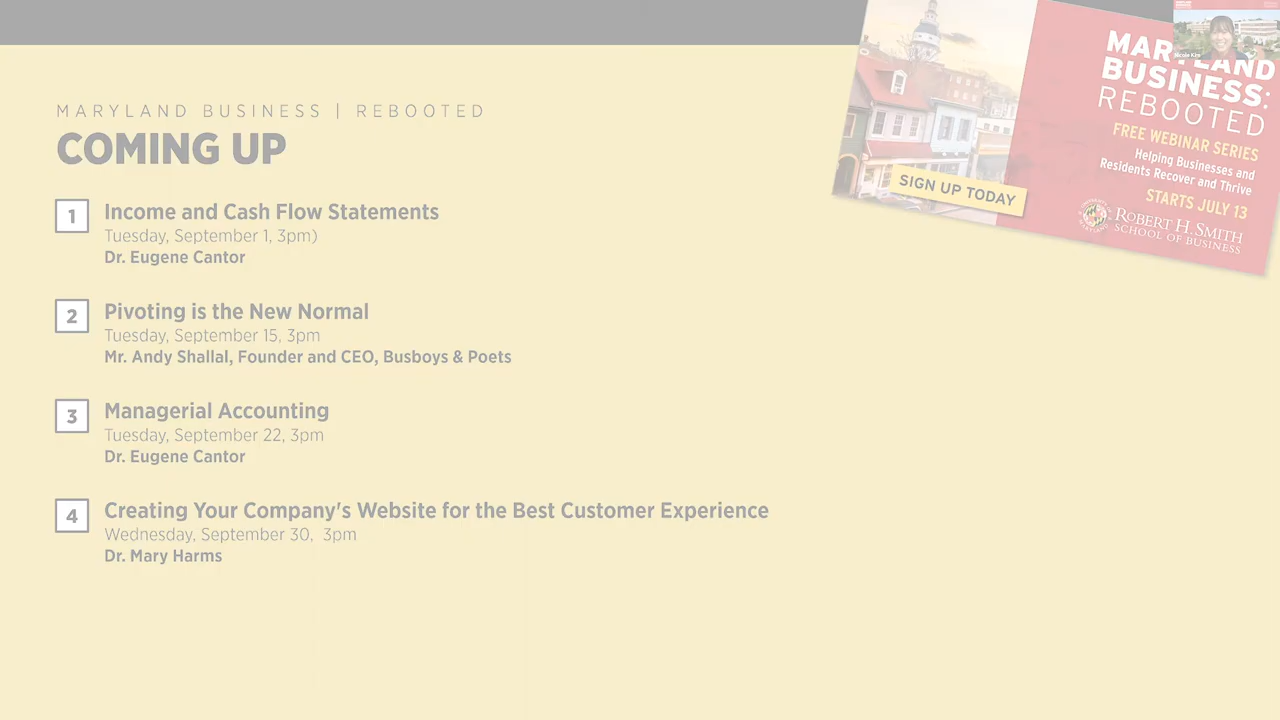 MARYLAND BUSINESS | REBOOTED
COMING UP
1
Income and Cash Flow Statements
Tuesday, September 1, 3pm)
Dr. Eugene Cantor
2
Pivoting is the New Normal
Tuesday, September 15, 3pm
Mr. Andy Shallal, Founder and CEO, Busboys & Poets
3
Managerial Accounting
Tuesday, September 22, 3pm
Dr. Eugene Cantor
4
Creating Your Company's Website for the Best Customer Experience
Wednesday, September 30, 3pm
Dr. Mary Harms
MARYLAND
BUSINESS:
REBOOTED
FREE WEBINAR SERIES
Helping Businesses and
Residents Recover and Thrive
STARTS JULY 13
SIGN UP TODAY
ROBERT H. SMITH
SCHOOL OF BUSINESS